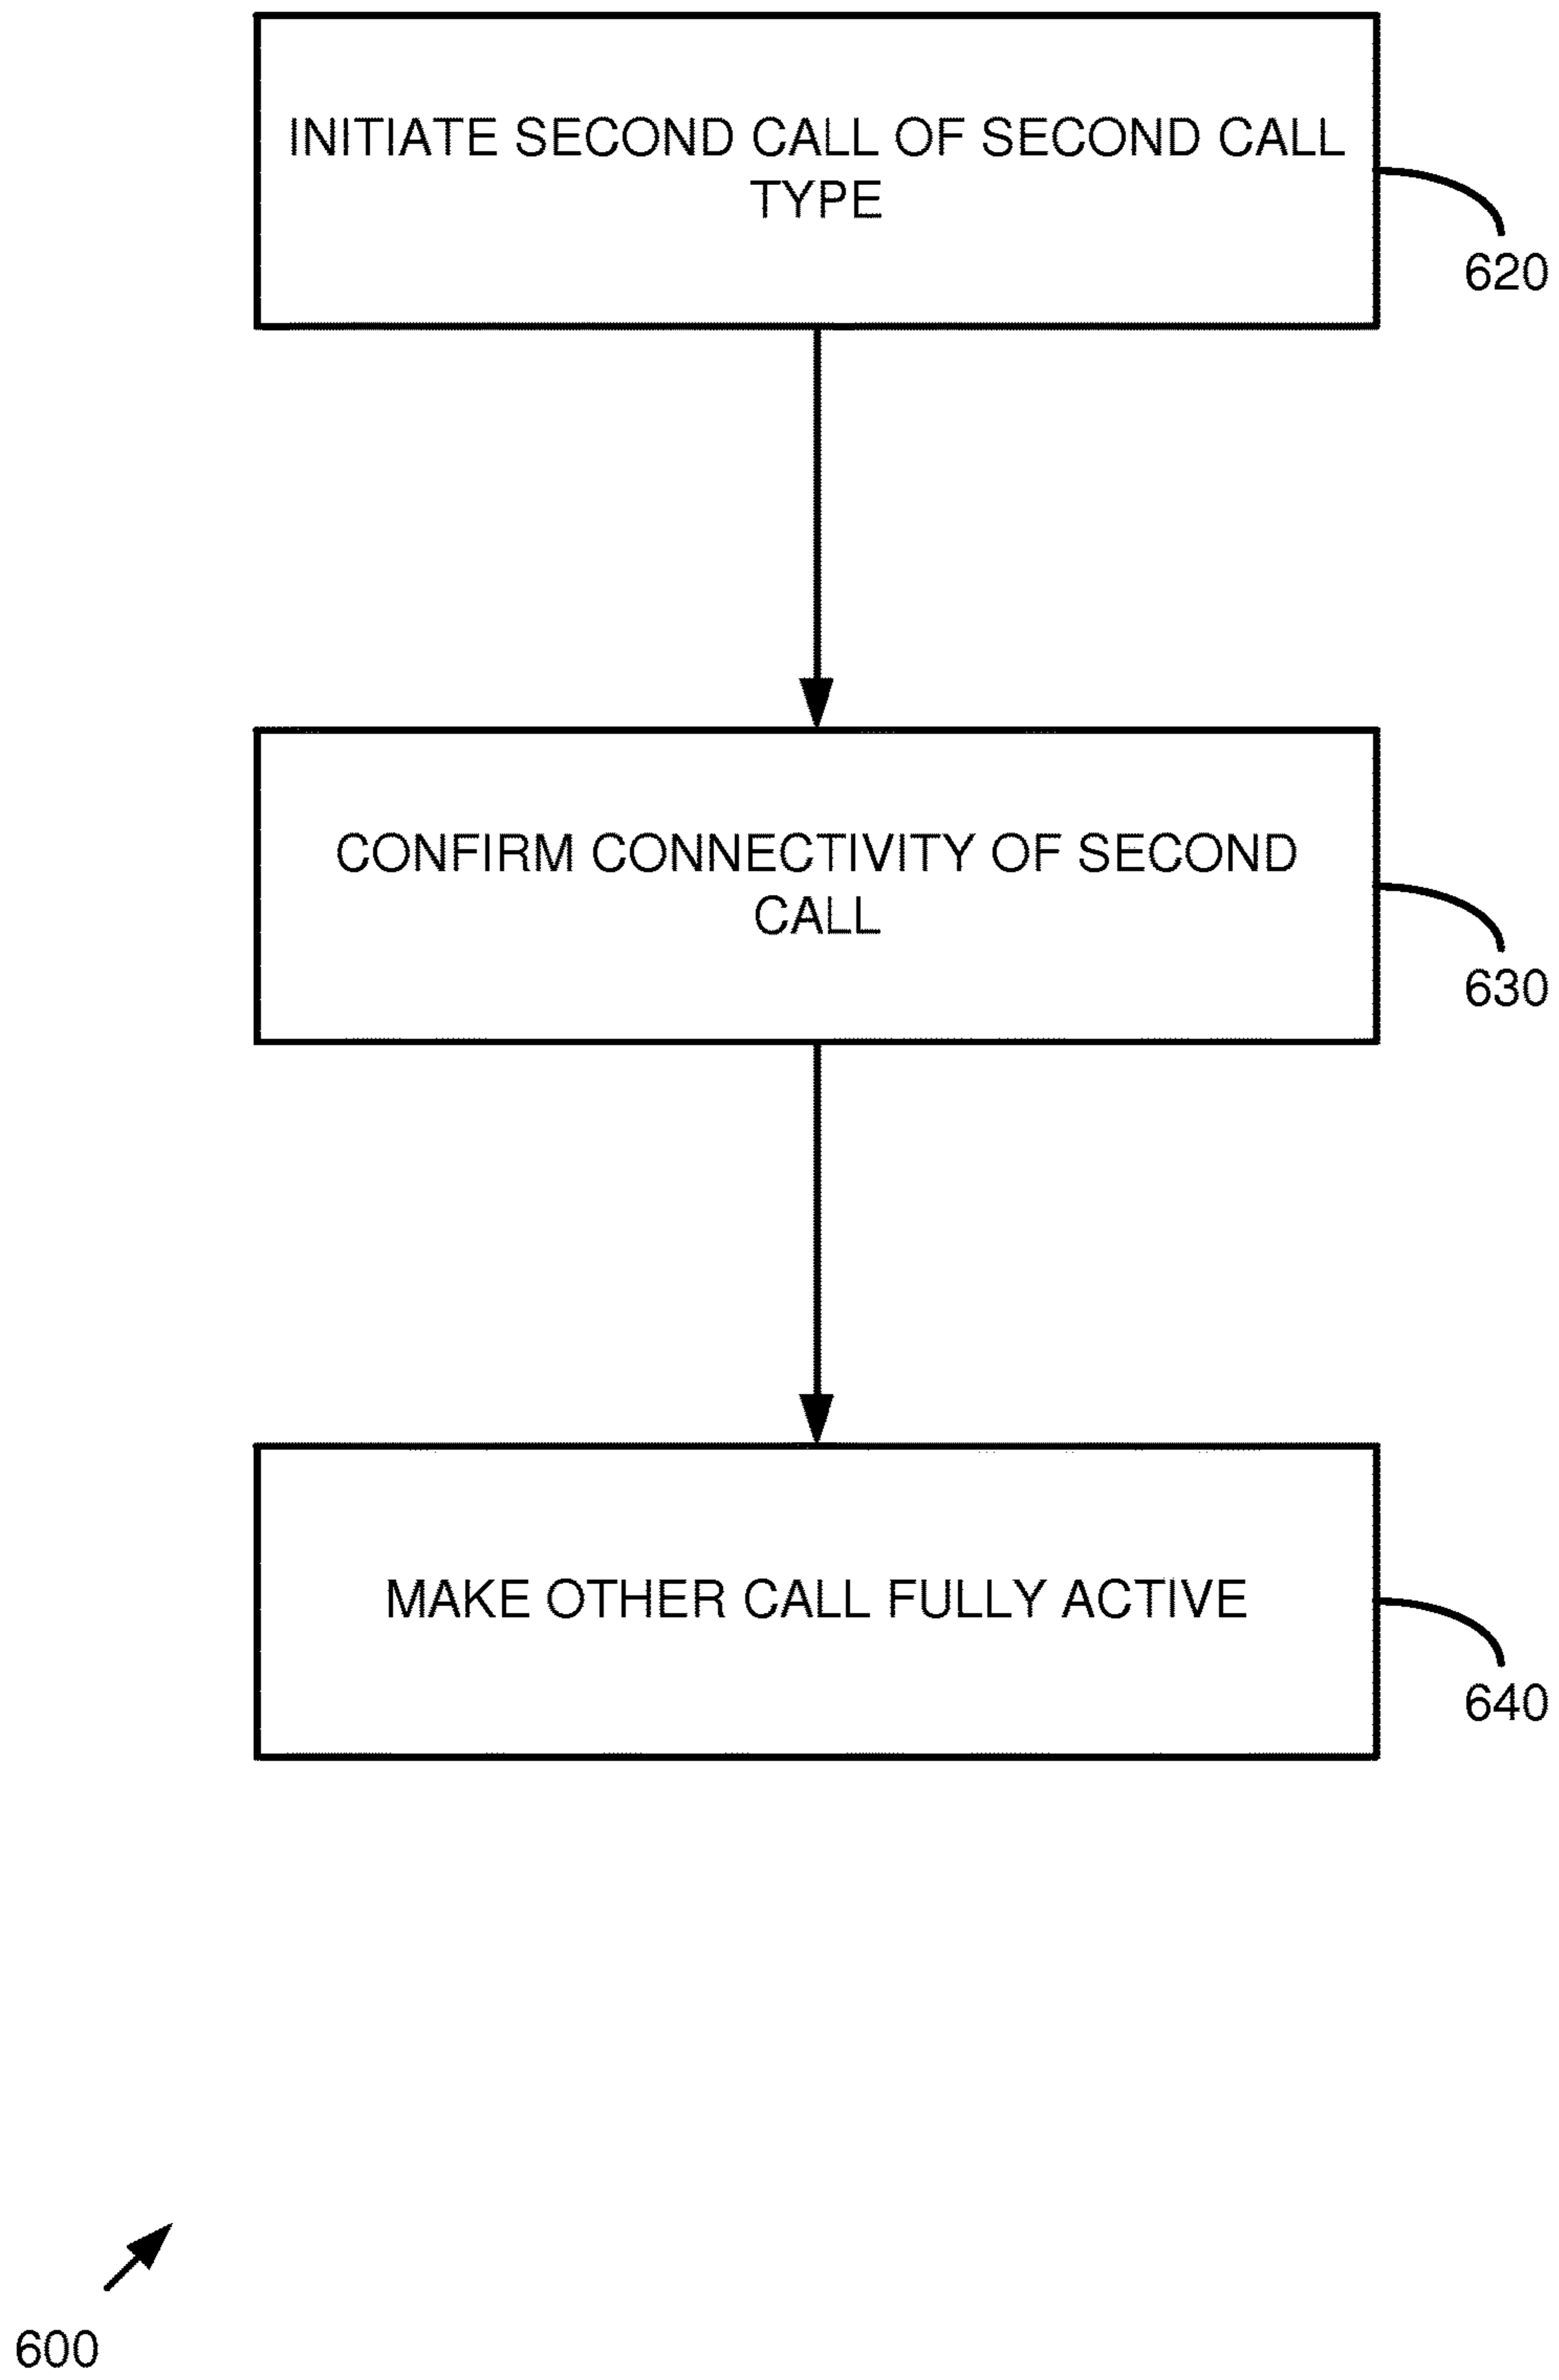 INITIATE SECOND CALL OF SECOND CALL
TYPE
620
CONFIRM CONNECTIVITY OF SECOND
CALL
630
MAKE OTHER CALL FULLY ACTIVE
640
600